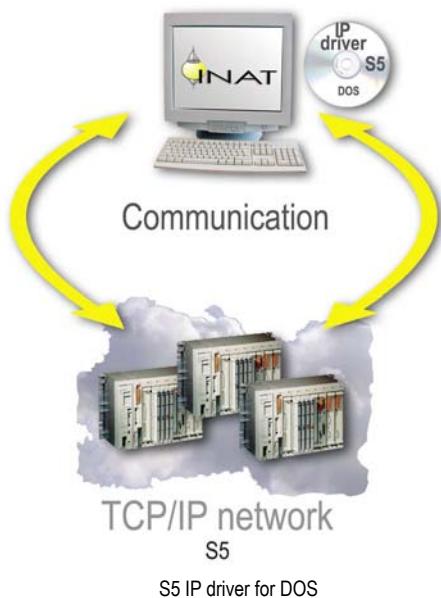 INAT
IP
driver
S5
DOS
Communication
TCP/IP network
S5
S5 IP driver for DOS